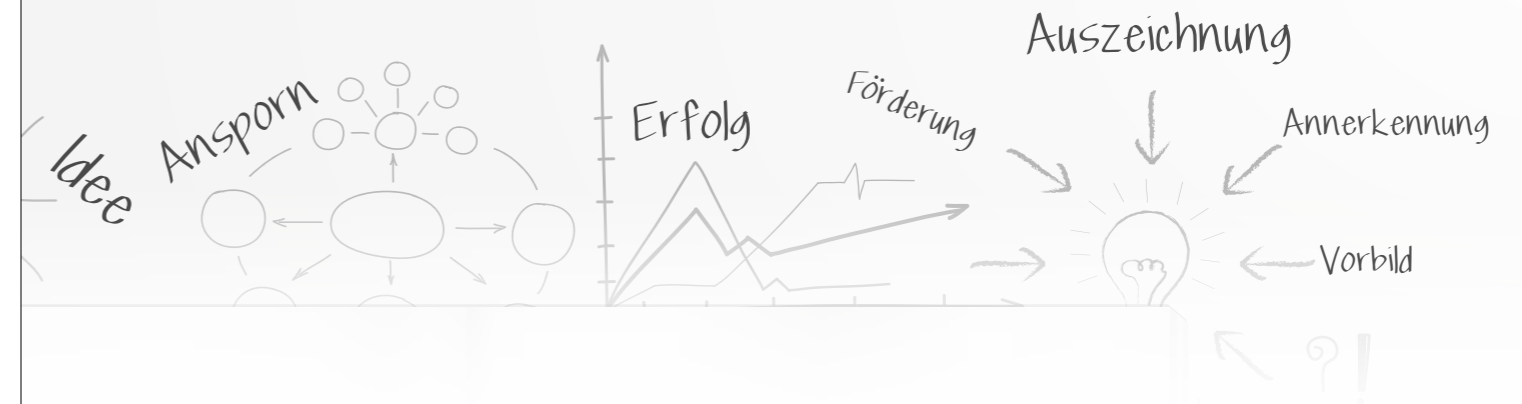 Idee
Ansporn
Erfolg
Förderung
Auszeichnung
Annerkennung
Vorbild
? !